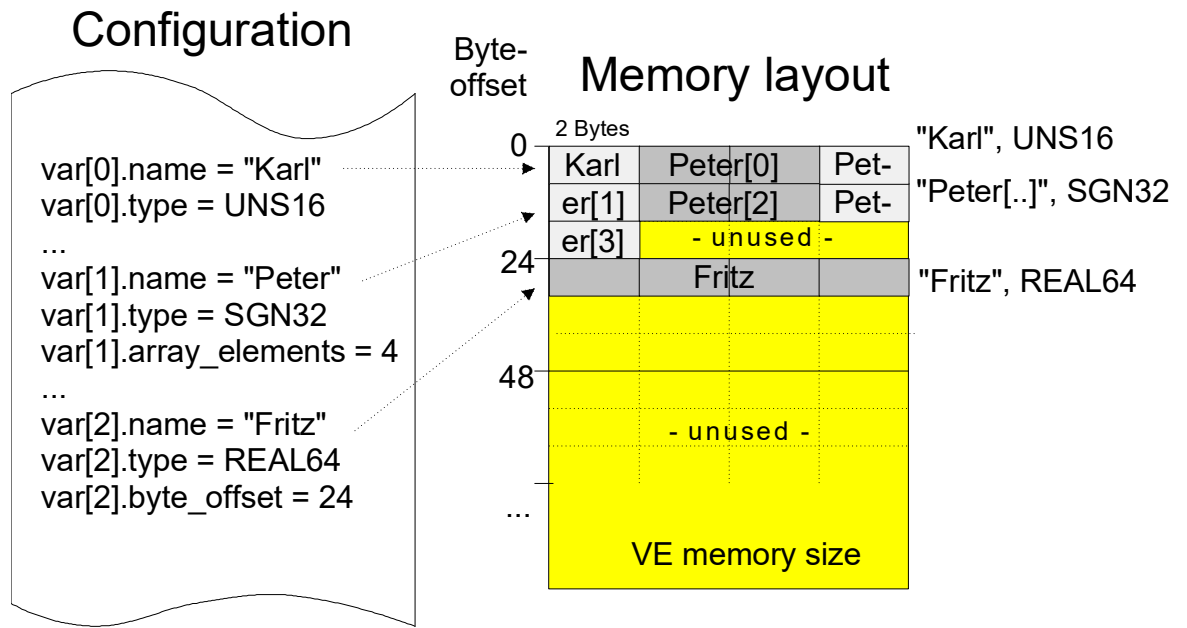 Configuration
var[0].name = "Karl"
var[0].type = UNS16
...
var[1].name = "Peter"
var[1].type = SGN32
var[1].array_elements = 4
...
var[2].name = "Fritz"
var[2].type = REAL64
var[2].byte_offset = 24
Byte-
offset
Memory layout
2 Bytes
0
Karl Peter[0] Pet-
er[1] Peter[2] Pet-
er[3] - unused -
24
Fritz
48
- unused -
...
VE memory size
"Karl", UNS16
"Peter[..]", SGN32
"Fritz", REAL64